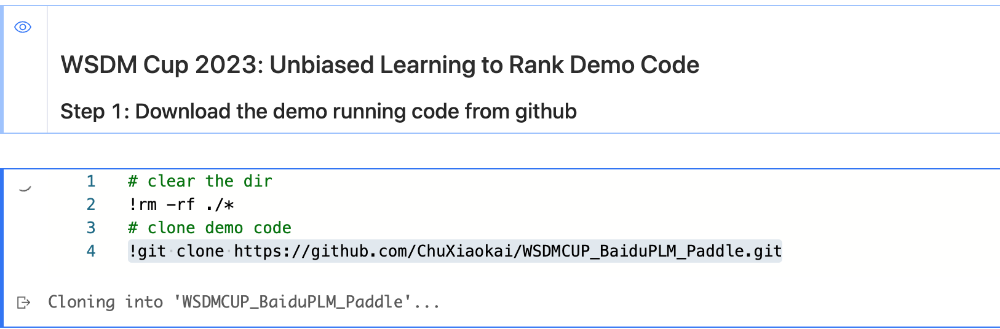 WSDM Cup 2023: Unbiased Learning to Rank Demo Code
Step 1: Download the demo running code from github
1 # clear the dir
2 !rm -rf ./*
3 # clone demo code
4 !git clone https://github.com/ChuXiaokai/WSDMCUP_BaiduPLM_Paddle.git
Cloning into 'WSDMCUP_BaiduPLM_Paddle'...